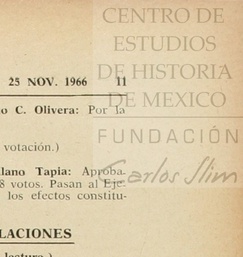 CENTRO DE
ESTUDIOS
DE HISTORIA
DE MEXICO
FUNDACIÓN
Carlos Slim
25 NOV. 1966 11
o C. Olivera: Por la
votación.)
lano Tapia: Aproba-
8 votos. Pasan al Eje-
los efectos constitu-
LACIONES
lectura.)